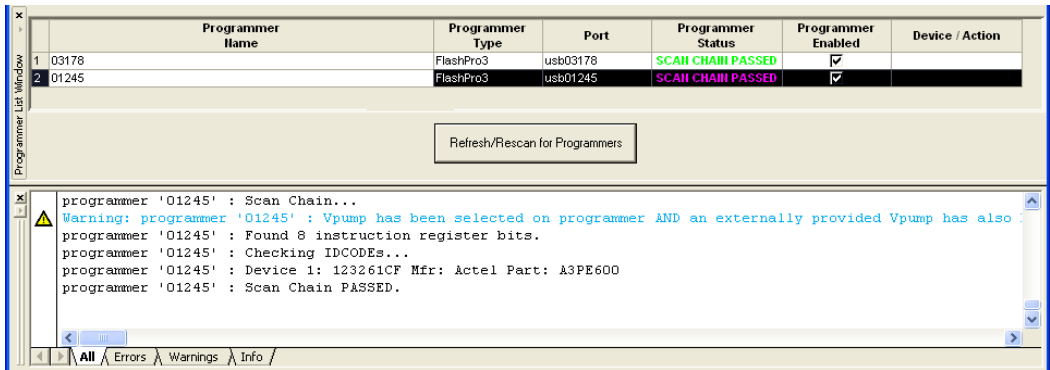 Programmer Name Programmer Type Port Programmer Status Programmer Enabled Device / Action
1 03178 FlashPro3 usb03178 SCAN CHAIN PASSED
2 01245 FlashPro3 usb01245 SCAN CHAIN PASSED
Programmer List Window
Refresh/Rescan for Programmers
programmer '01245' : Scan Chain...
Warning: programmer '01245' : Vpump has been selected on programmer AND an externally provided Vpump has also
programmer '01245' : Found 8 instruction register bits.
programmer '01245' : Checking IDCODEs...
programmer '01245' : Device 1: 123261CF Mfr: Actel Part: A3PE600
programmer '01245' : Scan Chain PASSED.
All Errors Warnings Info